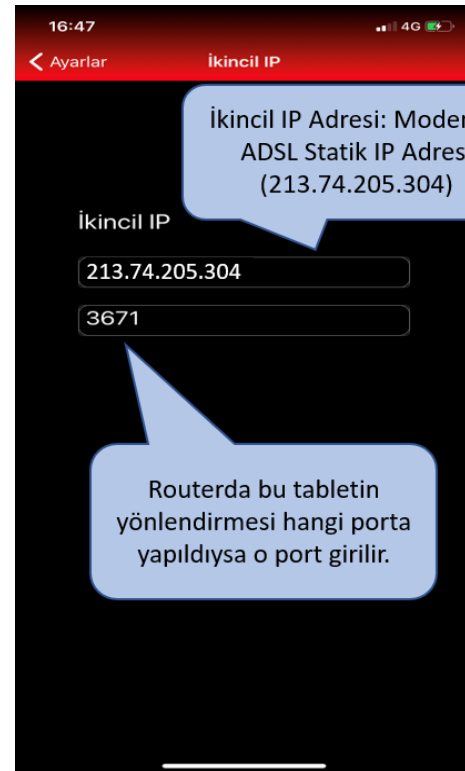 16:47
4G
Ayarlar
İkincil IP
İkincil IP Adresi: Moder
ADSL Statik IP Adres
(213.74.205.304)
İkincil IP
213.74.205.304
3671
Routerda bu tabletin
yönlendirmesi hangi porta
yapıldıysa o port girilir.